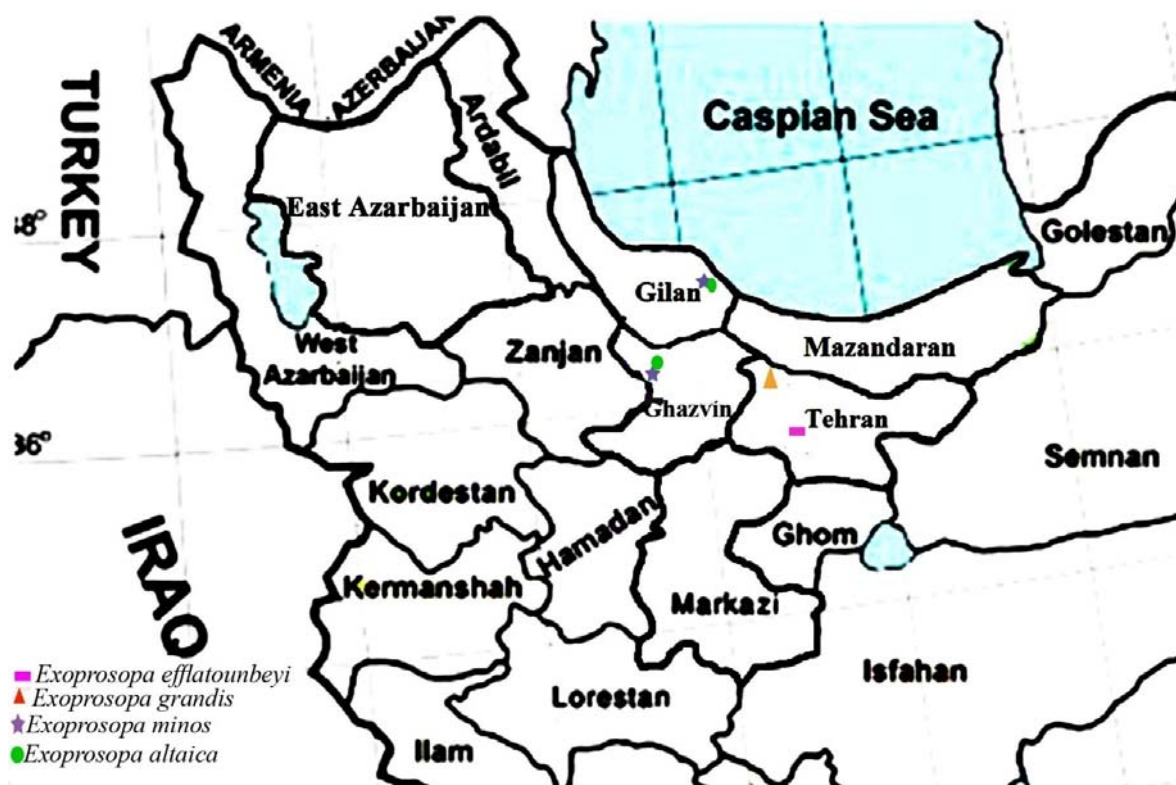 ARMENIA
AZERBAIJAN
TURKEY
Ardabil
Caspian Sea
East Azarbaijan
38°
Golestan
Gilan
West
Azarbaijan
Zanjan
Mazandaran
Ghazvin
Tehran
36°
Semnan
Kordestan
Hamadan
Ghom
IRAQ
Kermanshah
Markazi
Isfahan
Lorestan
Ilam
Exoprosopa efflatounbeyi
Exoprosopa grandis
Exoprosopa minos
Exoprosopa altaica